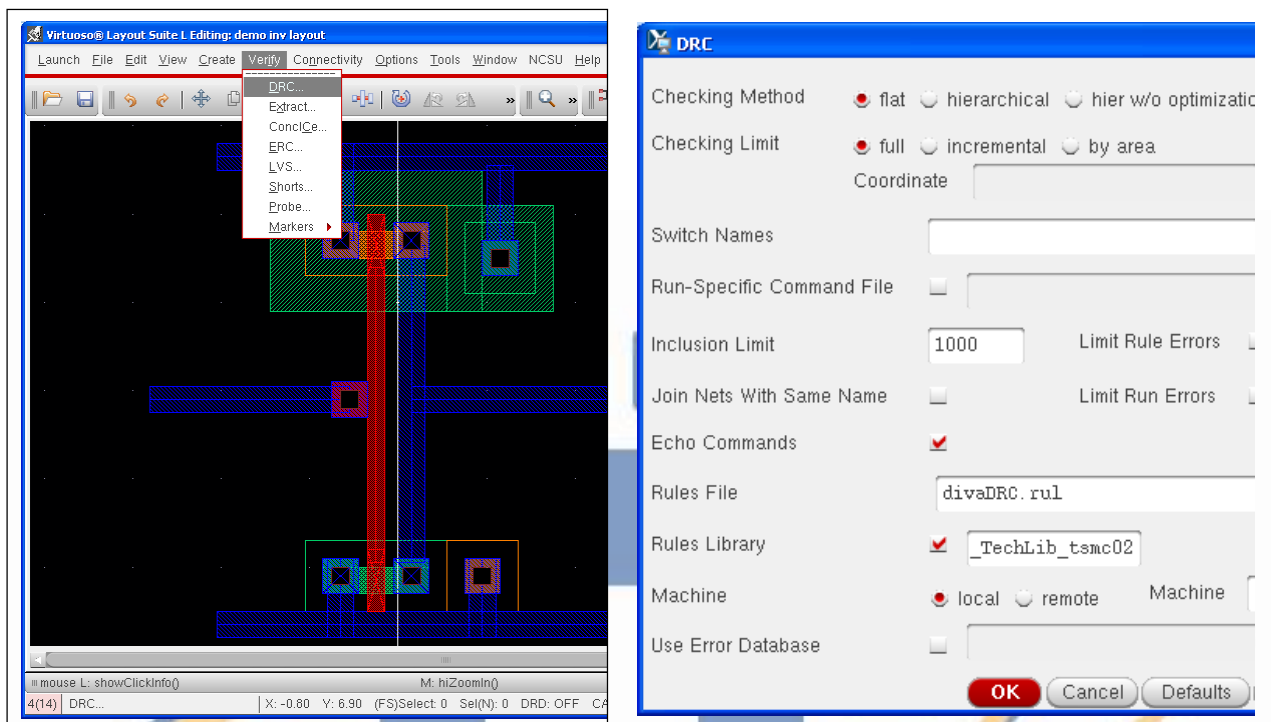 Virtuoso® Layout Suite L Editing: demo inv layout
Launch File Edit View Create Verify Connectivity Options Tools Window NCSU Help
DRC...
Extract...
ConclCe...
ERC...
LVS...
Shorts...
Probe...
Markers
»
»
mouse L: showClickInfo() M: hiZoomIn()
4(14) DRC... X: -0.80 Y: 6.90 (FS)Select: 0 Sel(N): 0 DRD: OFF CA
DRC
Checking Method flat hierarchical hier w/o optimizatio
Checking Limit full incremental by area
Coordinate
Switch Names
Run-Specific Command File
Inclusion Limit 1000 Limit Rule Errors
Join Nets With Same Name Limit Run Errors
Echo Commands
Rules File divaDRC.rul
Rules Library _TechLib_tsmc02
Machine local remote Machine
Use Error Database
OK Cancel Defaults